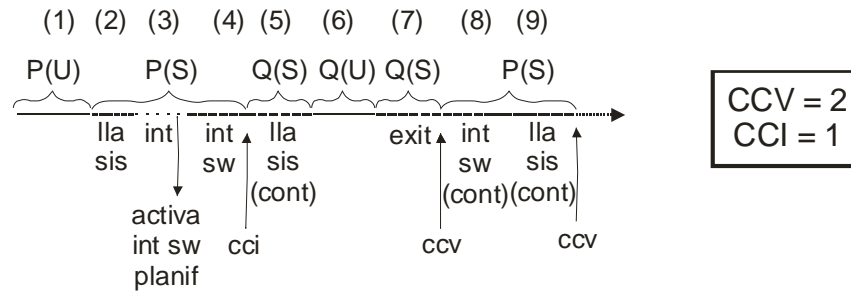 (1) (2) (3) (4) (5) (6) (7) (8) (9)
P(U) P(S) Q(S) Q(U) Q(S) P(S)
lla sis
int
int sw
lla sis (cont)
exit
int sw (cont)
lla sis (cont)
activa
int sw
planif
cci
ccv
ccv
CCV = 2
CCI = 1